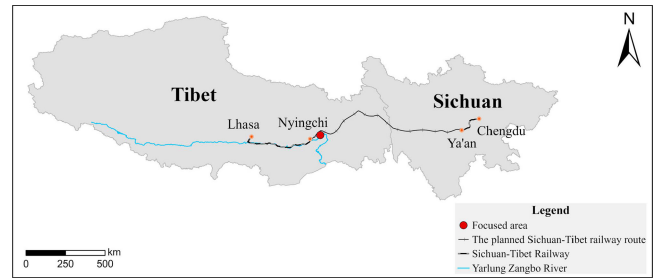 N
Tibet
Sichuan
Lhasa
Nyingchi
Chengdu
Ya'an
Legend
Focused area
The planned Sichuan-Tibet railway route
Sichuan-Tibet Railway
Yarlung Zangbo River
km
0 250 500